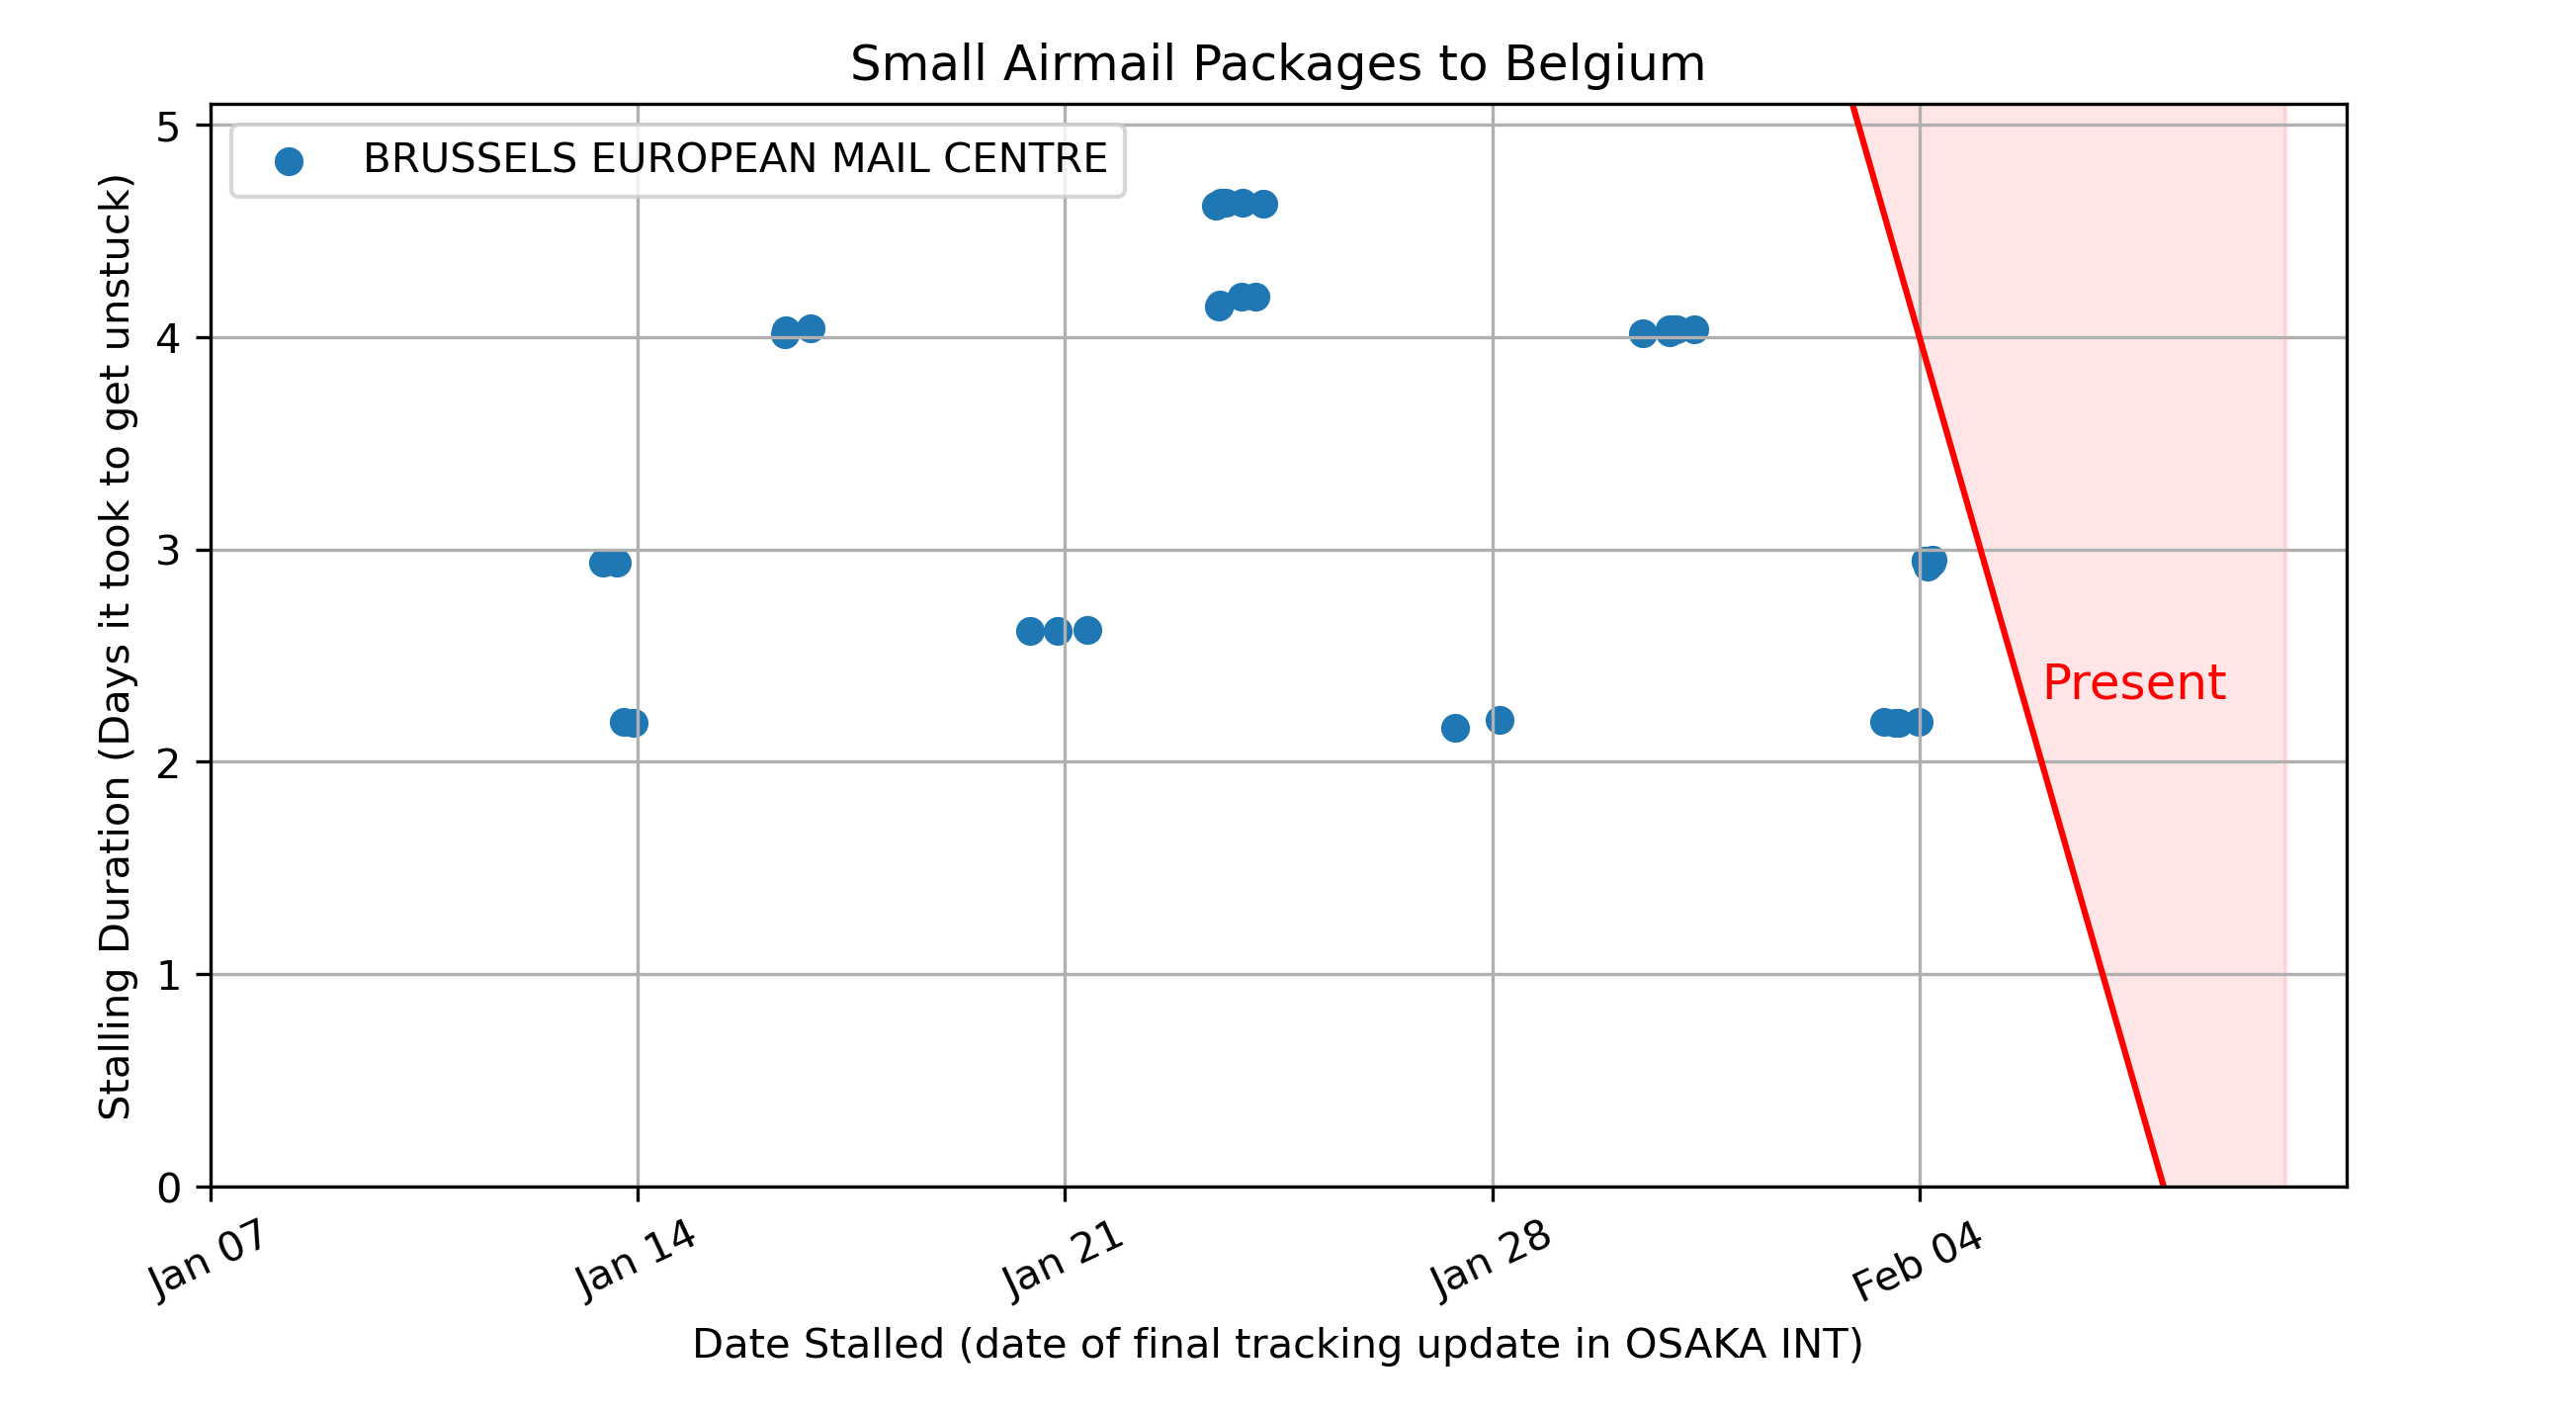 Small Airmail Packages to Belgium
BRUSSELS EUROPEAN MAIL CENTRE
Stalling Duration (Days it took to get unstuck)
5
4
3
2
1
0
Present
Jan 07
Jan 14
Jan 21
Jan 28
Feb 04
Date Stalled (date of final tracking update in OSAKA INT)